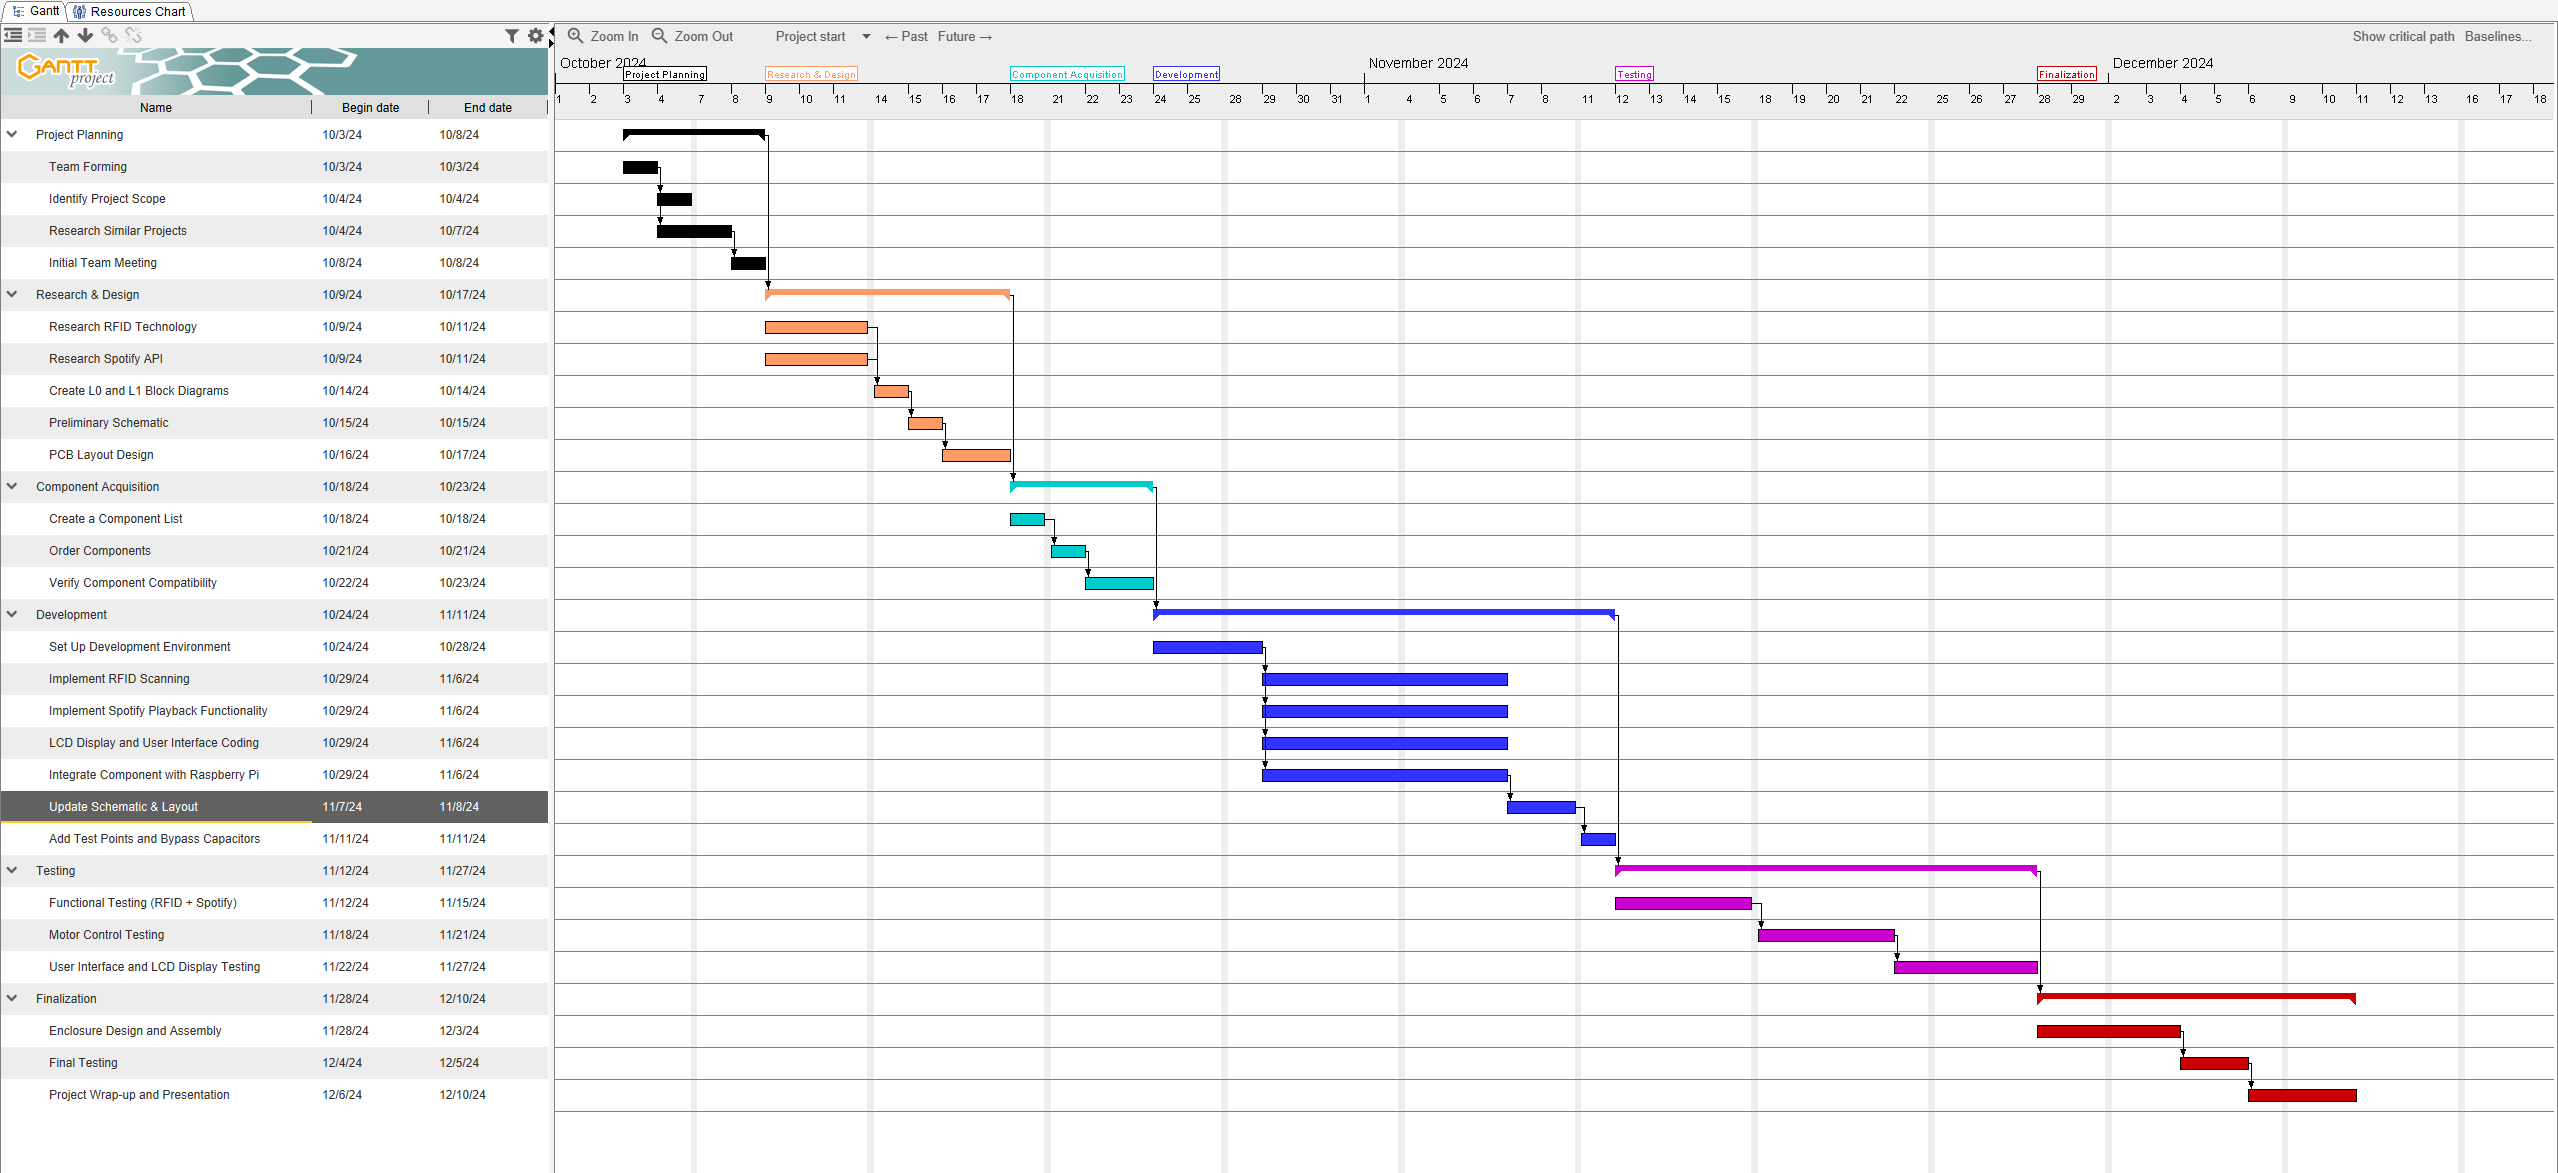 Gantt Resources Chart
Zoom In Zoom Out Project start ← Past Future → Show critical path Baselines...
GANTT project
October 2024 November 2024 December 2024
Project Planning Research & Design Component Acquisition Development Testing Finalization
1 2 3 4 7 8 9 10 11 14 15 16 17 18 21 22 23 24 25 28 29 30 31 1 4 5 6 7 8 11 12 13 14 15 18 19 20 21 22 25 26 27 28 29 2 3 4 5 6 9 10 11 12 13 16 17 18
Name Begin date End date
Project Planning 10/3/24 10/8/24
Team Forming 10/3/24 10/3/24
Identify Project Scope 10/4/24 10/4/24
Research Similar Projects 10/4/24 10/7/24
Initial Team Meeting 10/8/24 10/8/24
Research & Design 10/9/24 10/17/24
Research RFID Technology 10/9/24 10/11/24
Research Spotify API 10/9/24 10/11/24
Create L0 and L1 Block Diagrams 10/14/24 10/14/24
Preliminary Schematic 10/15/24 10/15/24
PCB Layout Design 10/16/24 10/17/24
Component Acquisition 10/18/24 10/23/24
Create a Component List 10/18/24 10/18/24
Order Components 10/21/24 10/21/24
Verify Component Compatibility 10/22/24 10/23/24
Development 10/24/24 11/11/24
Set Up Development Environment 10/24/24 10/28/24
Implement RFID Scanning 10/29/24 11/6/24
Implement Spotify Playback Functionality 10/29/24 11/6/24
LCD Display and User Interface Coding 10/29/24 11/6/24
Integrate Component with Raspberry Pi 10/29/24 11/6/24
Update Schematic & Layout 11/7/24 11/8/24
Add Test Points and Bypass Capacitors 11/11/24 11/11/24
Testing 11/12/24 11/27/24
Functional Testing (RFID + Spotify) 11/12/24 11/15/24
Motor Control Testing 11/18/24 11/21/24
User Interface and LCD Display Testing 11/22/24 11/27/24
Finalization 11/28/24 12/10/24
Enclosure Design and Assembly 11/28/24 12/3/24
Final Testing 12/4/24 12/5/24
Project Wrap-up and Presentation 12/6/24 12/10/24